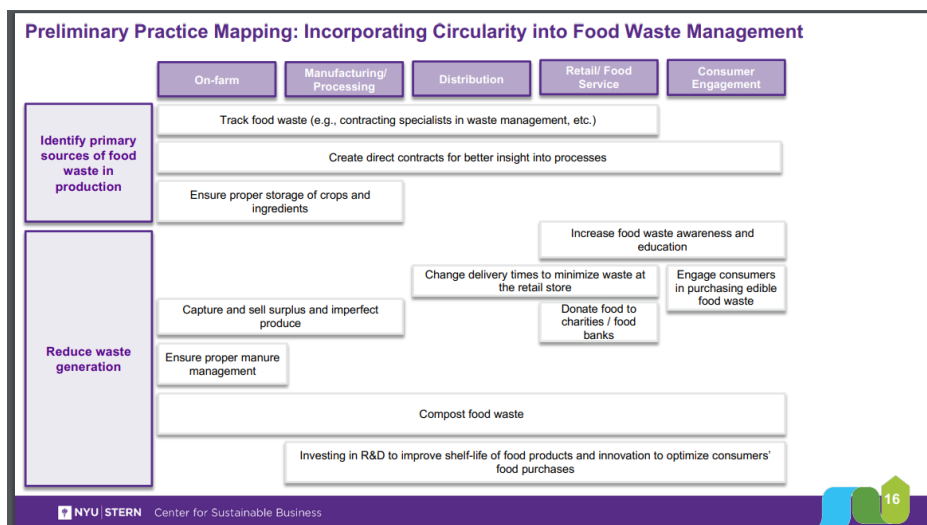 Preliminary Practice Mapping: Incorporating Circularity into Food Waste Management
On-farm
Manufacturing/
Processing
Distribution
Retail/ Food
Service
Consumer
Engagement
Identify primary
sources of food
waste in
production
Track food waste (e.g., contracting specialists in waste management, etc.)
Create direct contracts for better insight into processes
Ensure proper storage of crops and
ingredients
Reduce waste
generation
Increase food waste awareness and
education
Change delivery times to minimize waste at
the retail store
Engage consumers
in purchasing edible
food waste
Capture and sell surplus and imperfect
produce
Donate food to
charities / food
banks
Ensure proper manure
management
Compost food waste
Investing in R&D to improve shelf-life of food products and innovation to optimize consumers'
food purchases
NYU STERN Center for Sustainable Business
16